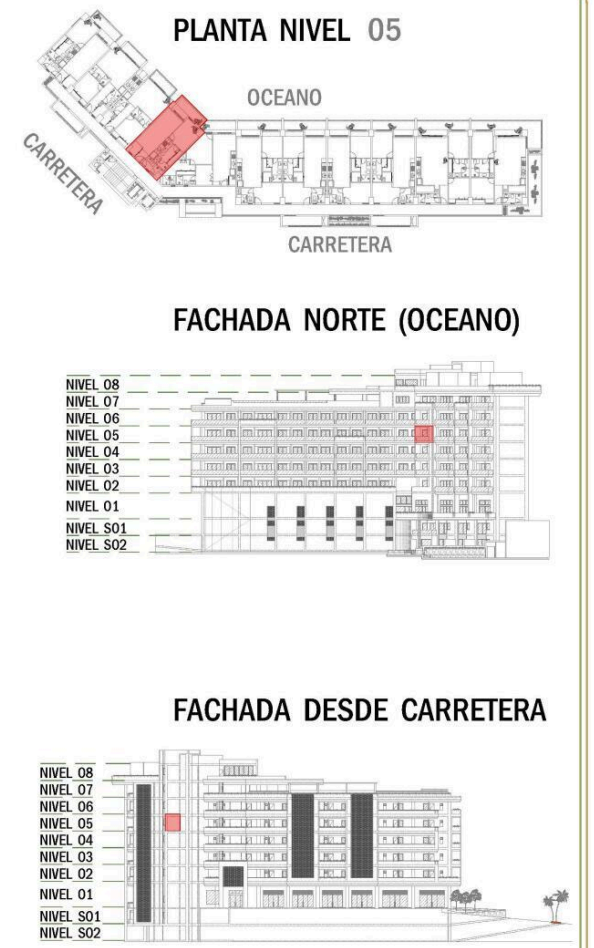 PLANTA NIVEL 05
OCEANO
CARRETERA
CARRETERA
FACHADA NORTE (OCEANO)
NIVEL 08
NIVEL 07
NIVEL 06
NIVEL 05
NIVEL 04
NIVEL 03
NIVEL 02
NIVEL 01
NIVEL S01
NIVEL S02
FACHADA DESDE CARRETERA
NIVEL 08
NIVEL 07
NIVEL 06
NIVEL 05
NIVEL 04
NIVEL 03
NIVEL 02
NIVEL 01
NIVEL S01
NIVEL S02